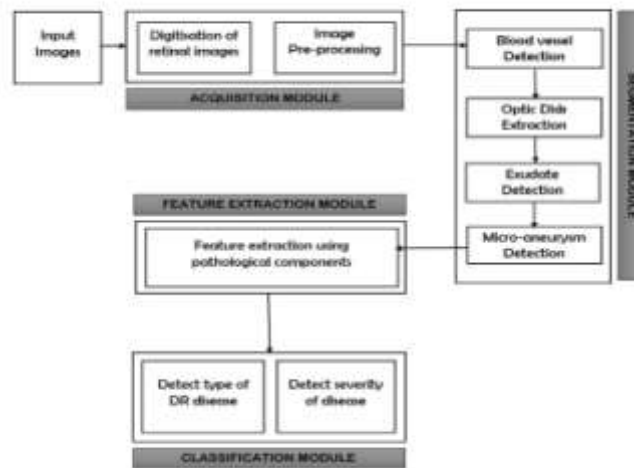 Input
Images
Digitisation of
retinal images
Image
Pre-processing
ACQUISITION MODULE
Blood vessel
Detection
Optic Disk
Extraction
Exudate
Detection
Micro-aneurysm
Detection
SEGMENTATION MODULE
FEATURE EXTRACTION MODULE
Feature extraction using
pathological components
Detect type of
DR disease
Detect severity
of disease
CLASSIFICATION MODULE